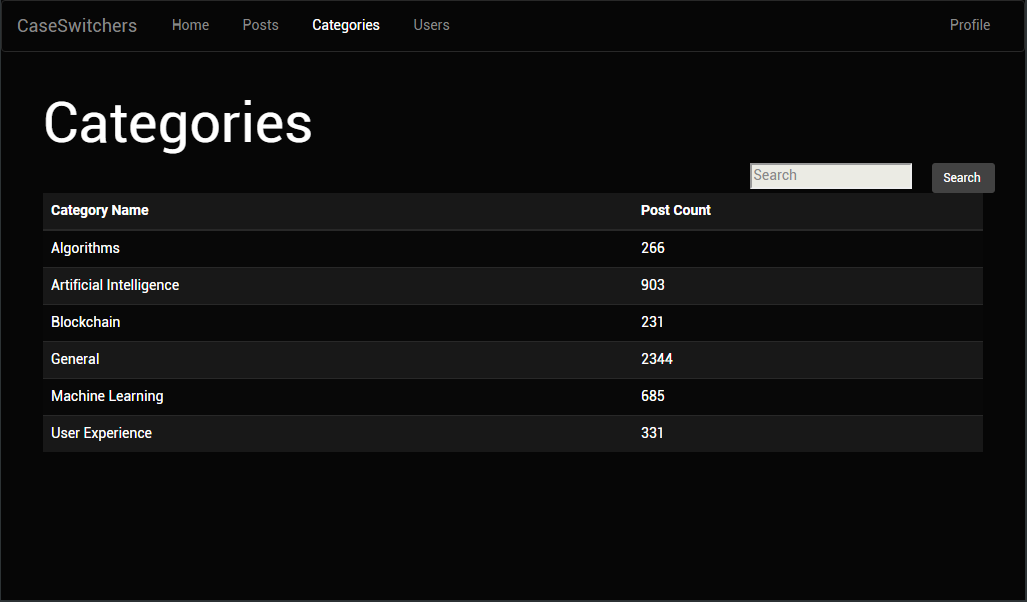 CaseSwitchers Home Posts Categories Users Profile
Categories
Search Search
Category Name Post Count
Algorithms 266
Artificial Intelligence 903
Blockchain 231
General 2344
Machine Learning 685
User Experience 331